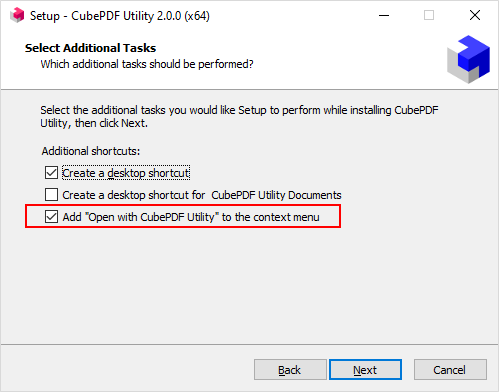 Setup - CubePDF Utility 2.0.0 (x64)
Select Additional Tasks
Which additional tasks should be performed?
Select the additional tasks you would like Setup to perform while installing CubePDF
Utility, then click Next.
Additional shortcuts:
Create a desktop shortcut
Create a desktop shortcut for CubePDF Utility Documents
Add "Open with CubePDF Utility" to the context menu
Back
Next
Cancel